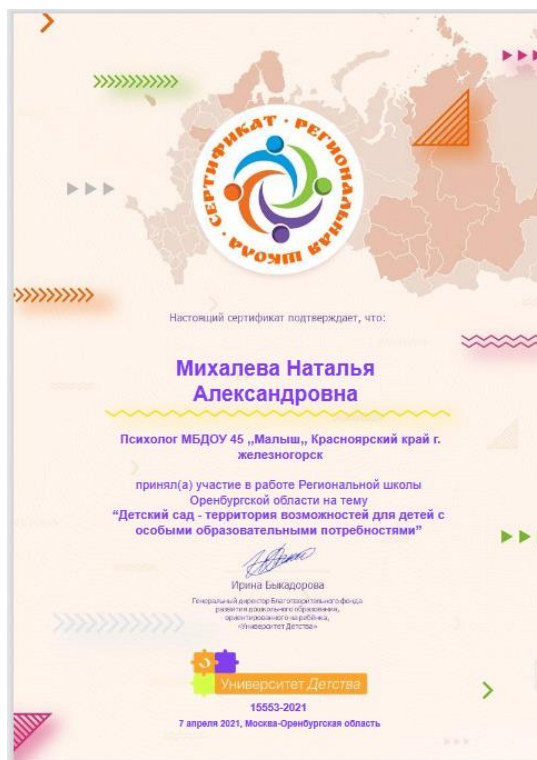 СЕРТИФИКАТ · РЕГИОНАЛЬНАЯ ШКОЛА ·
Настоящий сертификат подтверждает, что:
Михалева Наталья
Александровна
Психолог МБДОУ 45 ,,Малыш,, Красноярский край г.
железногорск
принял(а) участие в работе Региональной школы
Оренбургской области на тему
“Детский сад - территория возможностей для детей с
особыми образовательными потребностями”
Ирина Быкадорова
Генеральный директор Благотворительного фонда
развития дошкольного образования,
ориентированного на ребёнка,
«Университет Детства»
Университет Детства
15553-2021
7 апреля 2021, Москва-Оренбургская область